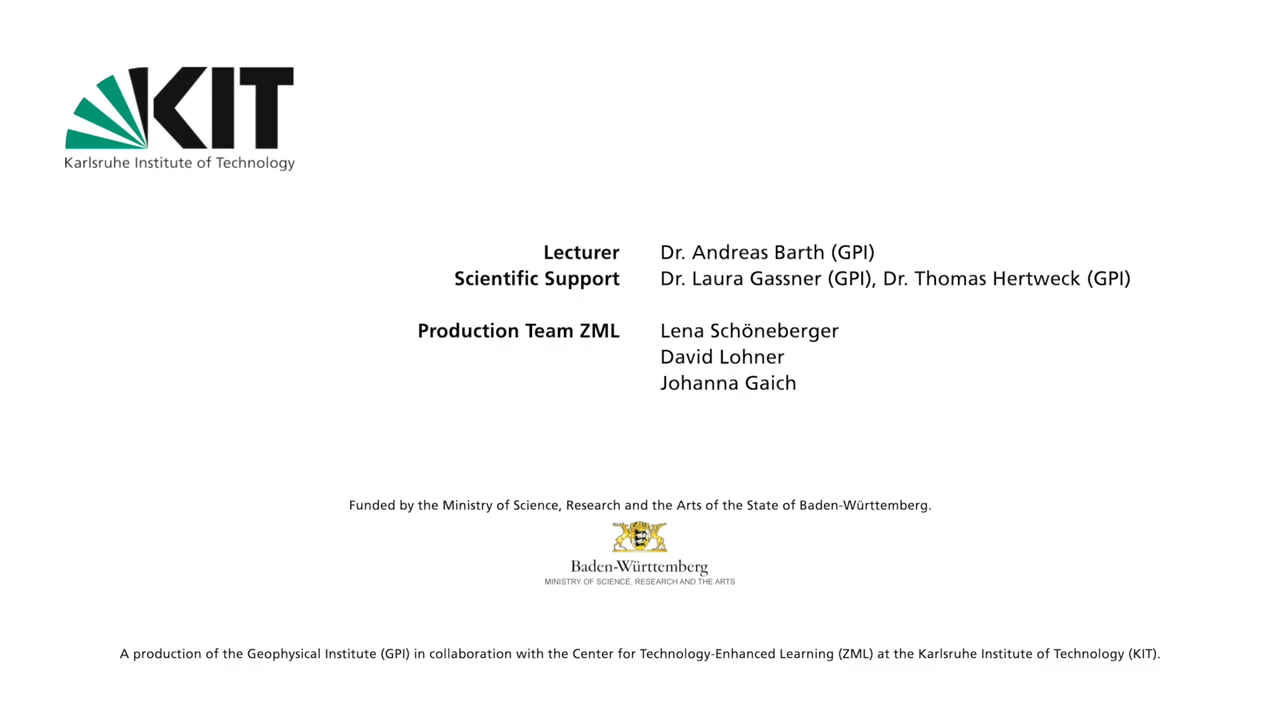 KIT
Karlsruhe Institute of Technology
Lecturer Dr. Andreas Barth (GPI)
Scientific Support Dr. Laura Gassner (GPI), Dr. Thomas Hertweck (GPI)
Production Team ZML Lena Schöneberger
David Lohner
Johanna Gaich
Funded by the Ministry of Science, Research and the Arts of the State of Baden-Württemberg.
Baden-Württemberg
MINISTRY OF SCIENCE, RESEARCH AND THE ARTS
A production of the Geophysical Institute (GPI) in collaboration with the Center for Technology-Enhanced Learning (ZML) at the Karlsruhe Institute of Technology (KIT).